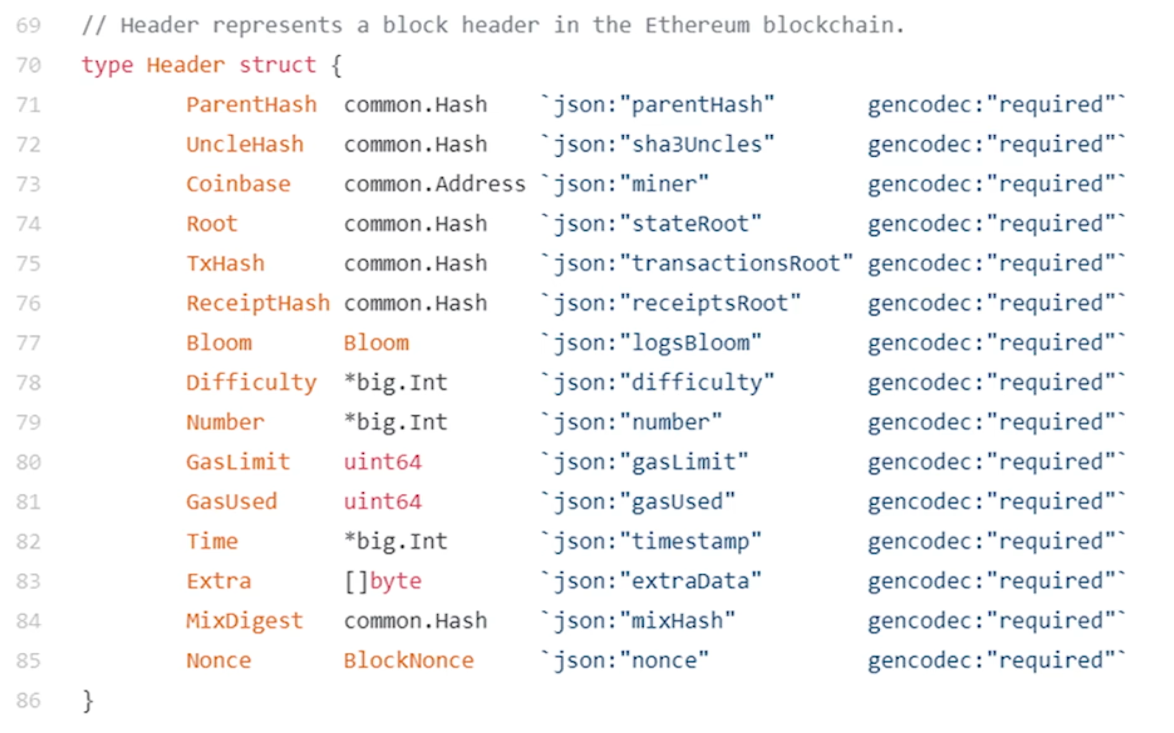 69 // Header represents a block header in the Ethereum blockchain.
70 type Header struct {
71 ParentHash common.Hash `json:"parentHash" gencodec:"required"`
72 UncleHash common.Hash `json:"sha3Uncles" gencodec:"required"`
73 Coinbase common.Address `json:"miner" gencodec:"required"`
74 Root common.Hash `json:"stateRoot" gencodec:"required"`
75 TxHash common.Hash `json:"transactionsRoot" gencodec:"required"`
76 ReceiptHash common.Hash `json:"receiptsRoot" gencodec:"required"`
77 Bloom Bloom `json:"logsBloom" gencodec:"required"`
78 Difficulty *big.Int `json:"difficulty" gencodec:"required"`
79 Number *big.Int `json:"number" gencodec:"required"`
80 GasLimit uint64 `json:"gasLimit" gencodec:"required"`
81 GasUsed uint64 `json:"gasUsed" gencodec:"required"`
82 Time *big.Int `json:"timestamp" gencodec:"required"`
83 Extra []byte `json:"extraData" gencodec:"required"`
84 MixDigest common.Hash `json:"mixHash" gencodec:"required"`
85 Nonce BlockNonce `json:"nonce" gencodec:"required"`
86 }